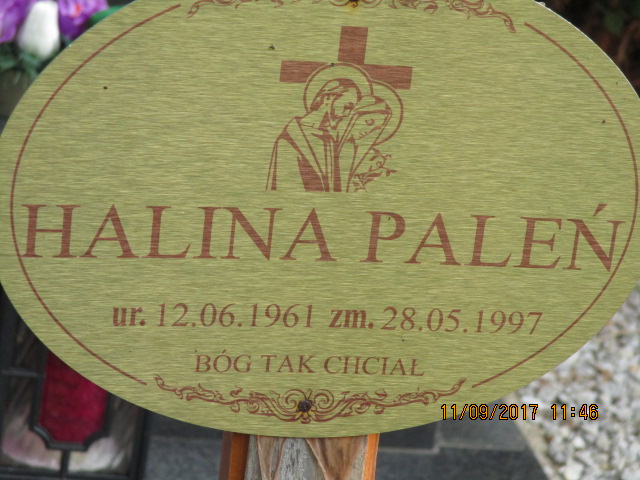 HALINA PALEŃ
ur. 12.06.1961 zm. 28.05.1997
BÓG TAK CHCIAŁ
11/09/2017 11:46